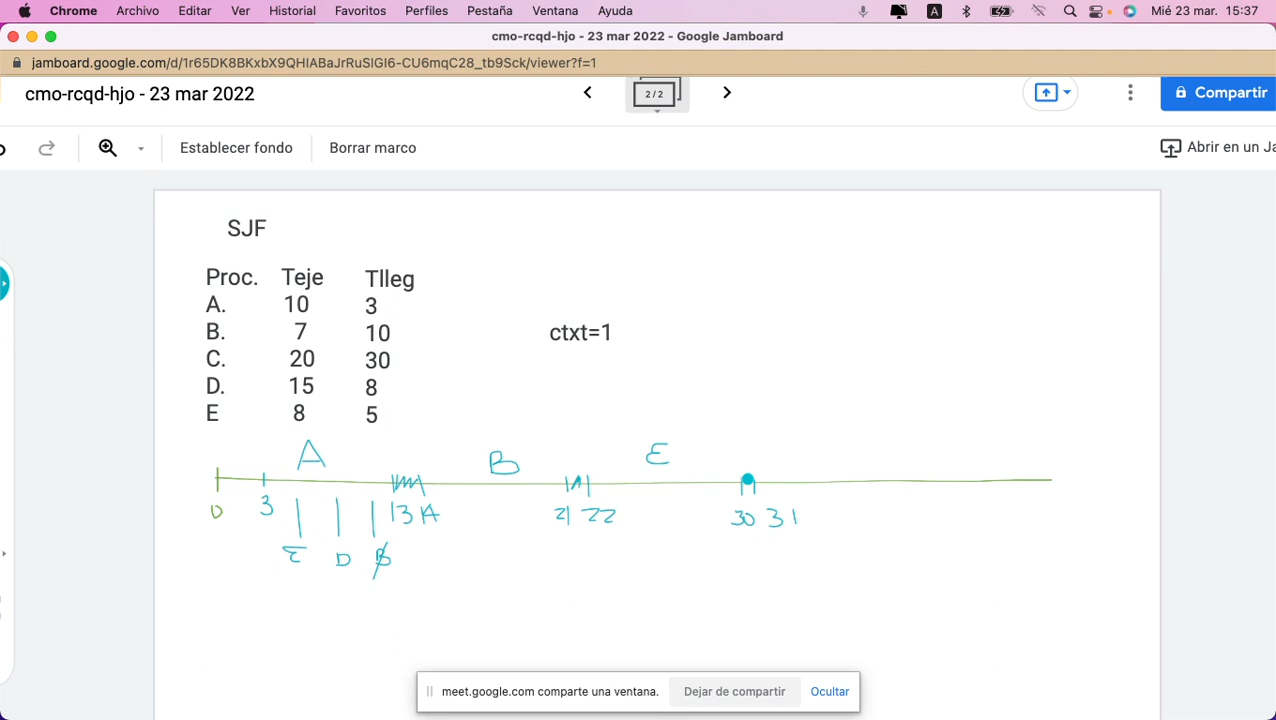 Chrome Archivo Editar Ver Historial Favoritos Perfiles Pestaña Ventana Ayuda A Mié 23 mar. 15:37
cmo-rcqd-hjo - 23 mar 2022 - Google Jamboard
jamboard.google.com/d/1r65DK8BKxbX9QHIABaJrRuSIGI6-CU6mqC28_tb9Sck/viewer?f=1
cmo-rcqd-hjo - 23 mar 2022 2 / 2 Compartir
Establecer fondo Borrar marco Abrir en un Ja
SJF
Proc. Teje Tlleg
A. 10 3
B. 7 10 ctxt=1
C. 20 30
D. 15 8
E 8 5
A B E
0 3 13 14 21 22 30 31
E D B
meet.google.com comparte una ventana. Dejar de compartir Ocultar